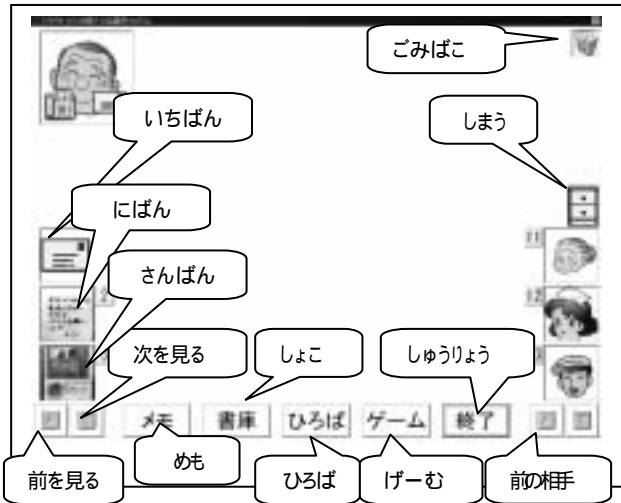 ごみばこ
いちばん
しまう
にばん
11
さんばん
2
12
次を見る
しょこ
しゅうりょう
メモ
書庫
ひろば
ゲーム
終了
前を見る
めも
ひろば
げーむ
前の相手